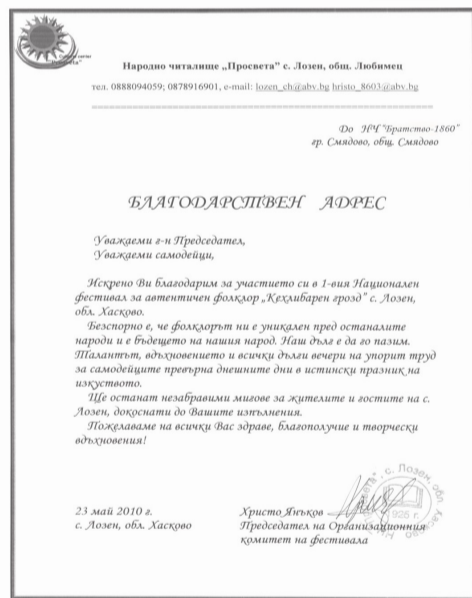 Народно читалище „Просвета" с. Лозен, общ. Любимец
тел. 0888094059; 0878916901, e-mail: lozen_ch@abv.bg hristo_8603@abv.bg
До НЧ "Братство-1860"
гр. Смядово, общ. Смядово
БЛАГОДАРСТВЕН АДРЕС
Уважаеми г-н Председател,
Уважаеми самодейци,
Искрено Ви благодарим за участието си в 1-вия Национален
фестивал за автентичен фолклор „Кехлибарен грозд" с. Лозен,
обл. Хасково.
Безспорно е, че фолклорът ни е уникален пред останалите
народи и е бъдещето на нашия народ. Наш дълг е да го пазим.
Талантът, вдъхновението и всички дълги вечери на упорит труд
за самодейците превърна днешните дни в истински празник на
изкуството.
Ще останат незабравими мигове за жителите и гостите на с.
Лозен, докоснати до Вашите изпълнения.
Пожелаваме на всички Вас здраве, благополучие и творчески
вдъхновения!
23 май 2010 г.
с. Лозен, обл. Хасково
Христо Янъков
Председател на Организационния
комитет на фестивала
с. Лозен, обл. Хасково
1926 г.